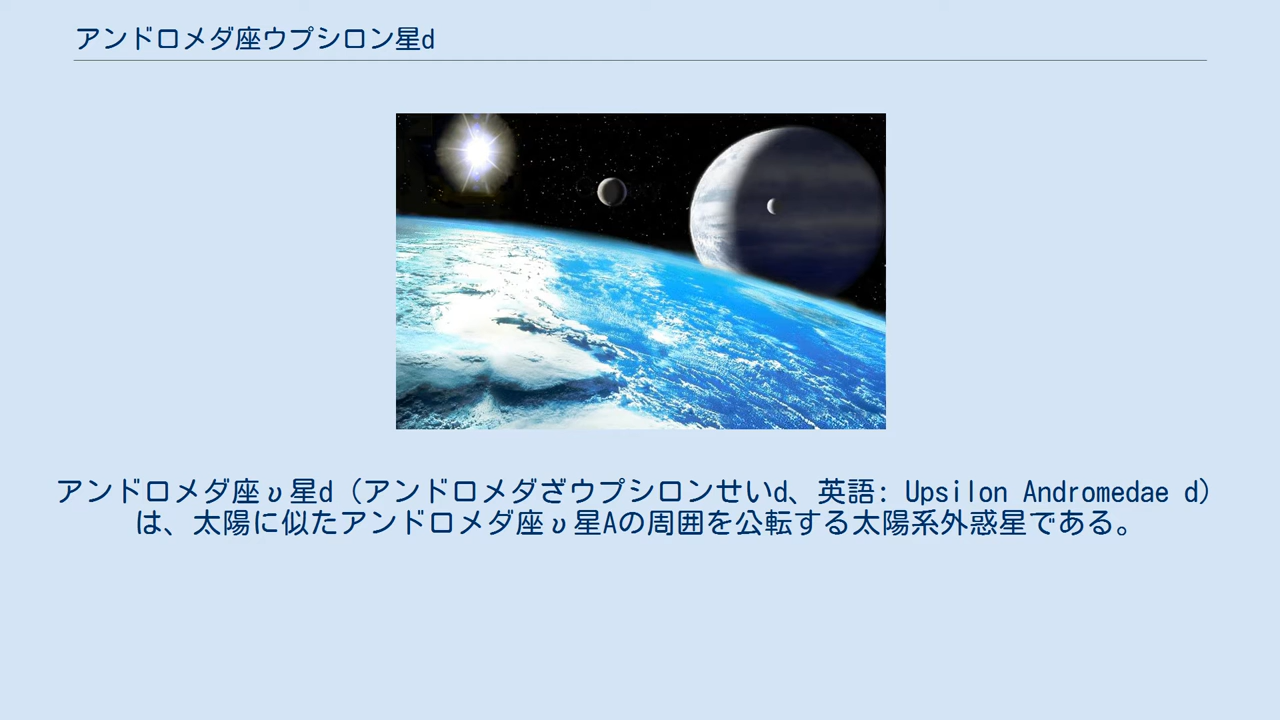 アンドロメダ座ウプシロン星d
アンドロメダ座υ星d（アンドロメダざウプシロンせいd、英語: Upsilon Andromedae d）
は、太陽に似たアンドロメダ座υ星Aの周囲を公転する太陽系外惑星である。